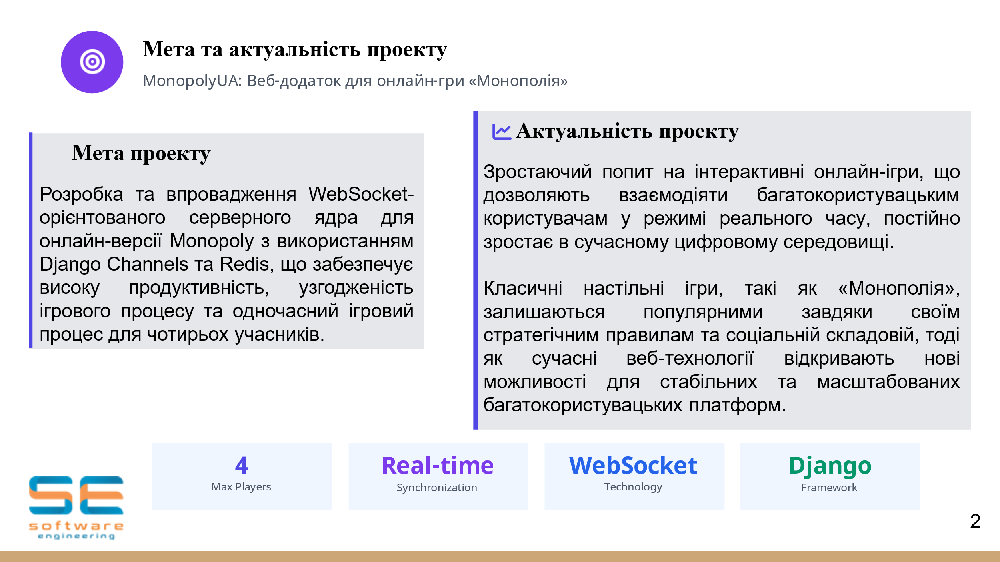 Мета та актуальність проекту
MonopolyUA: Веб-додаток для онлайн-гри «Монополія»
Мета проекту
Розробка та впровадження WebSocket-
орієнтованого серверного ядра для
онлайн-версії Monopoly з використанням
Django Channels та Redis, що забезпечує
високу продуктивність, узгодженість
ігрового процесу та одночасний ігровий
процес для чотирьох учасників.
Актуальність проекту
Зростаючий попит на інтерактивні онлайн-ігри, що
дозволяють взаємодіяти багатокористувацьким
користувачам у режимі реального часу, постійно
зростає в сучасному цифровому середовищі.
Класичні настільні ігри, такі як «Монополія»,
залишаються популярними завдяки своїм
стратегічним правилам та соціальній складовій, тоді
як сучасні веб-технології відкривають нові
можливості для стабільних та масштабованих
багатокористувацьких платформ.
4
Max Players
Real-time
Synchronization
WebSocket
Technology
Django
Framework
SE
software
engineering
2